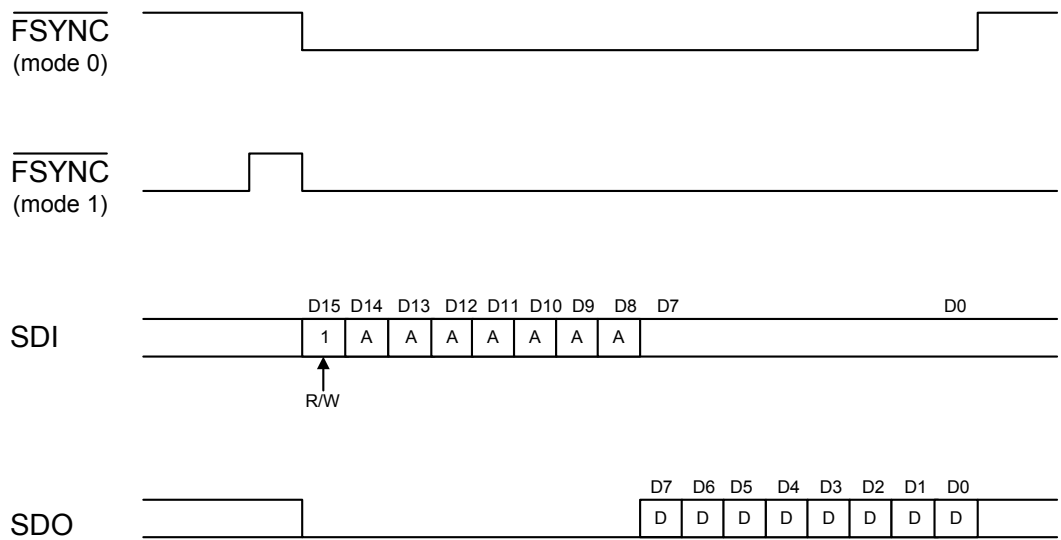 FSYNC
(mode 0)
FSYNC
(mode 1)
D15 D14 D13 D12 D11 D10 D9 D8 D7 D0
SDI
1 A A A A A A A
R/W
D7 D6 D5 D4 D3 D2 D1 D0
SDO
D D D D D D D D